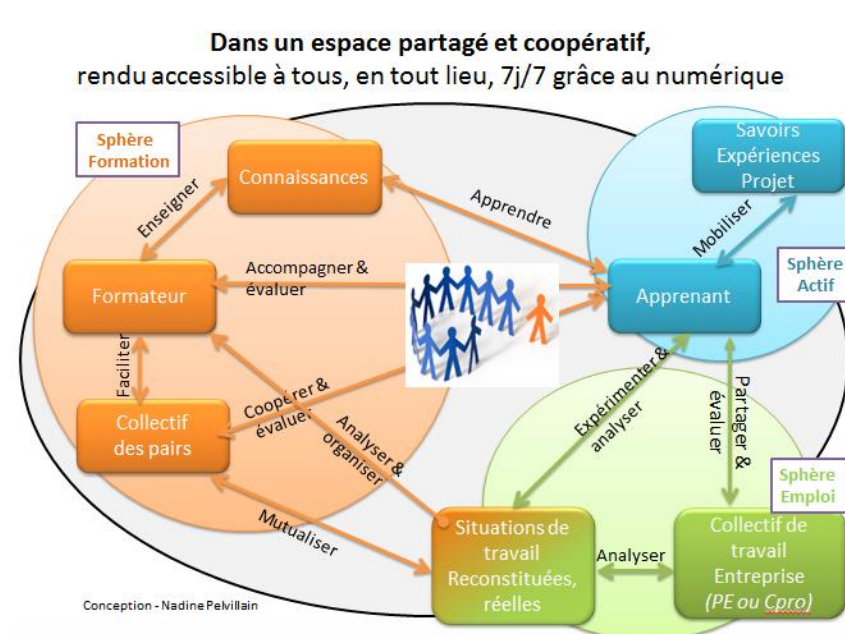 Dans un espace partagé et coopératif,
rendu accessible à tous, en tout lieu, 7j/7 grâce au numérique
Sphère
Formation
Connaissances
Enseigner
Apprendre
Savoirs
Expériences
Projet
Mobiliser
Sphère
Actif
Formateur
Accompagner &
évaluer
Apprenant
Faciliter
Collectif
des pairs
Coopérer &
évaluer
Analyser &
organiser
Expérimenter &
analyser
Partager &
évaluer
Sphère
Emploi
Mutualiser
Situations de
travail
Reconstituées,
réelles
Analyser
Collectif de
travail
Entreprise
(PE ou Cpro)
Conception - Nadine Pelvillain